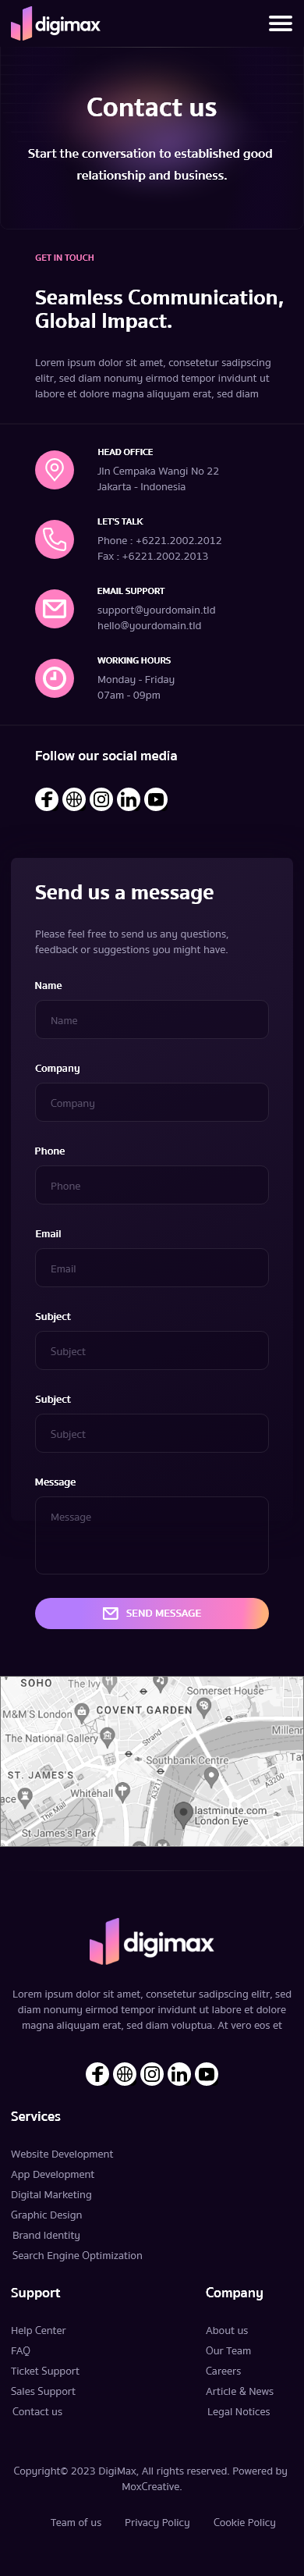 digimax
Contact us
Start the conversation to established good
relationship and business.
GET IN TOUCH
Seamless Communication,
Global Impact.
Lorem ipsum dolor sit amet, consetetur sadipscing
elitr, sed diam nonumy eirmod tempor invidunt ut
labore et dolore magna aliquyam erat, sed diam
HEAD OFFICE
Jln Cempaka Wangi No 22
Jakarta - Indonesia
LET'S TALK
Phone : +6221.2002.2012
Fax : +6221.2002.2013
EMAIL SUPPORT
support@yourdomain.tld
hello@yourdomain.tld
WORKING HOURS
Monday - Friday
07am - 09pm
Follow our social media
Send us a message
Please feel free to send us any questions,
feedback or suggestions you might have.
Name
Name
Company
Company
Phone
Phone
Email
Email
Subject
Subject
Subject
Subject
Message
Message
SEND MESSAGE
SOHO
The Ivy
Somerset House
M&M'S London
COVENT GARDEN
Strand
The National Gallery
Southbank Centre
ST. JAMES'S
A3211
A3200
Whitehall
The Mall
lastminute.com
London Eye
St James's Park
digimax
Lorem ipsum dolor sit amet, consetetur sadipscing elitr, sed
diam nonumy eirmod tempor invidunt ut labore et dolore
magna aliquyam erat, sed diam voluptua. At vero eos et
Services
Website Development
App Development
Digital Marketing
Graphic Design
Brand Identity
Search Engine Optimization
Support
Help Center
FAQ
Ticket Support
Sales Support
Contact us
Company
About us
Our Team
Careers
Article & News
Legal Notices
Copyright© 2023 DigiMax, All rights reserved. Powered by
MoxCreative.
Team of us Privacy Policy Cookie Policy